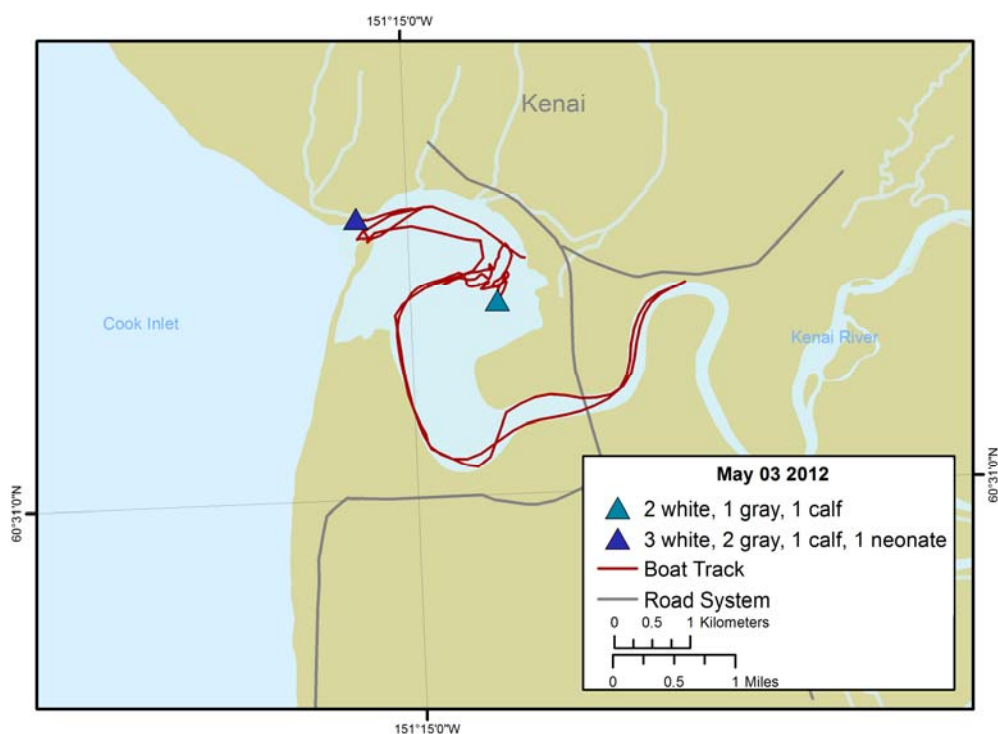 151°15'0"W
Kenai
Cook Inlet
Kenai River
60°31'0"N
60°31'0"N
May 03 2012
2 white, 1 gray, 1 calf
3 white, 2 gray, 1 calf, 1 neonate
Boat Track
Road System
0 0.5 1 Kilometers
0 0.5 1 Miles
151°15'0"W